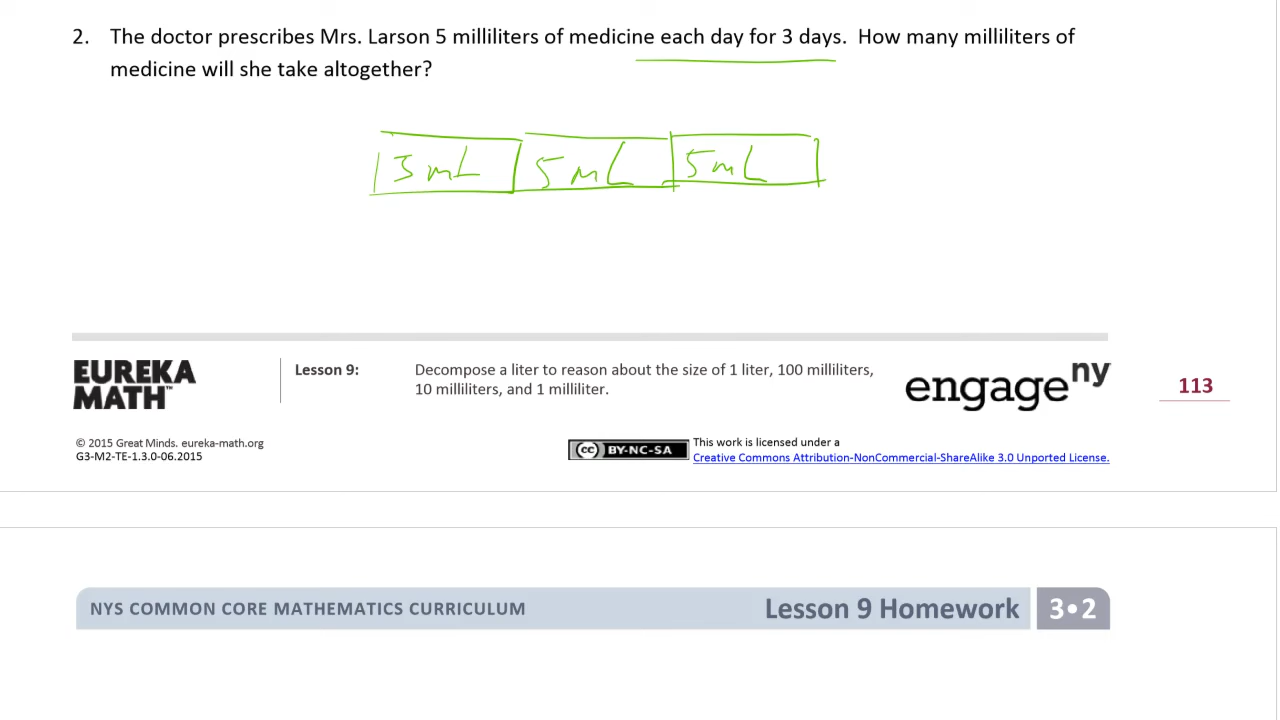 2. The doctor prescribes Mrs. Larson 5 milliliters of medicine each day for 3 days. How many milliliters of
medicine will she take altogether?
5 mL 5 mL 5 mL
EUREKA
MATH™
Lesson 9:
Decompose a liter to reason about the size of 1 liter, 100 milliliters,
10 milliliters, and 1 milliliter.
engage ny
113
© 2015 Great Minds. eureka-math.org
G3-M2-TE-1.3.0-06.2015
cc BY-NC-SA
This work is licensed under a
Creative Commons Attribution-NonCommercial-ShareAlike 3.0 Unported License.
NYS COMMON CORE MATHEMATICS CURRICULUM
Lesson 9 Homework
3•2